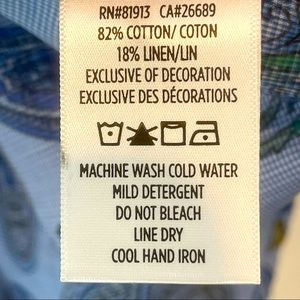 RN#81913 CA#26689
82% COTTON/ COTON
18% LINEN/LIN
EXCLUSIVE OF DECORATION
EXCLUSIVE DES DÉCORATIONS
MACHINE WASH COLD WATER
MILD DETERGENT
DO NOT BLEACH
LINE DRY
COOL HAND IRON